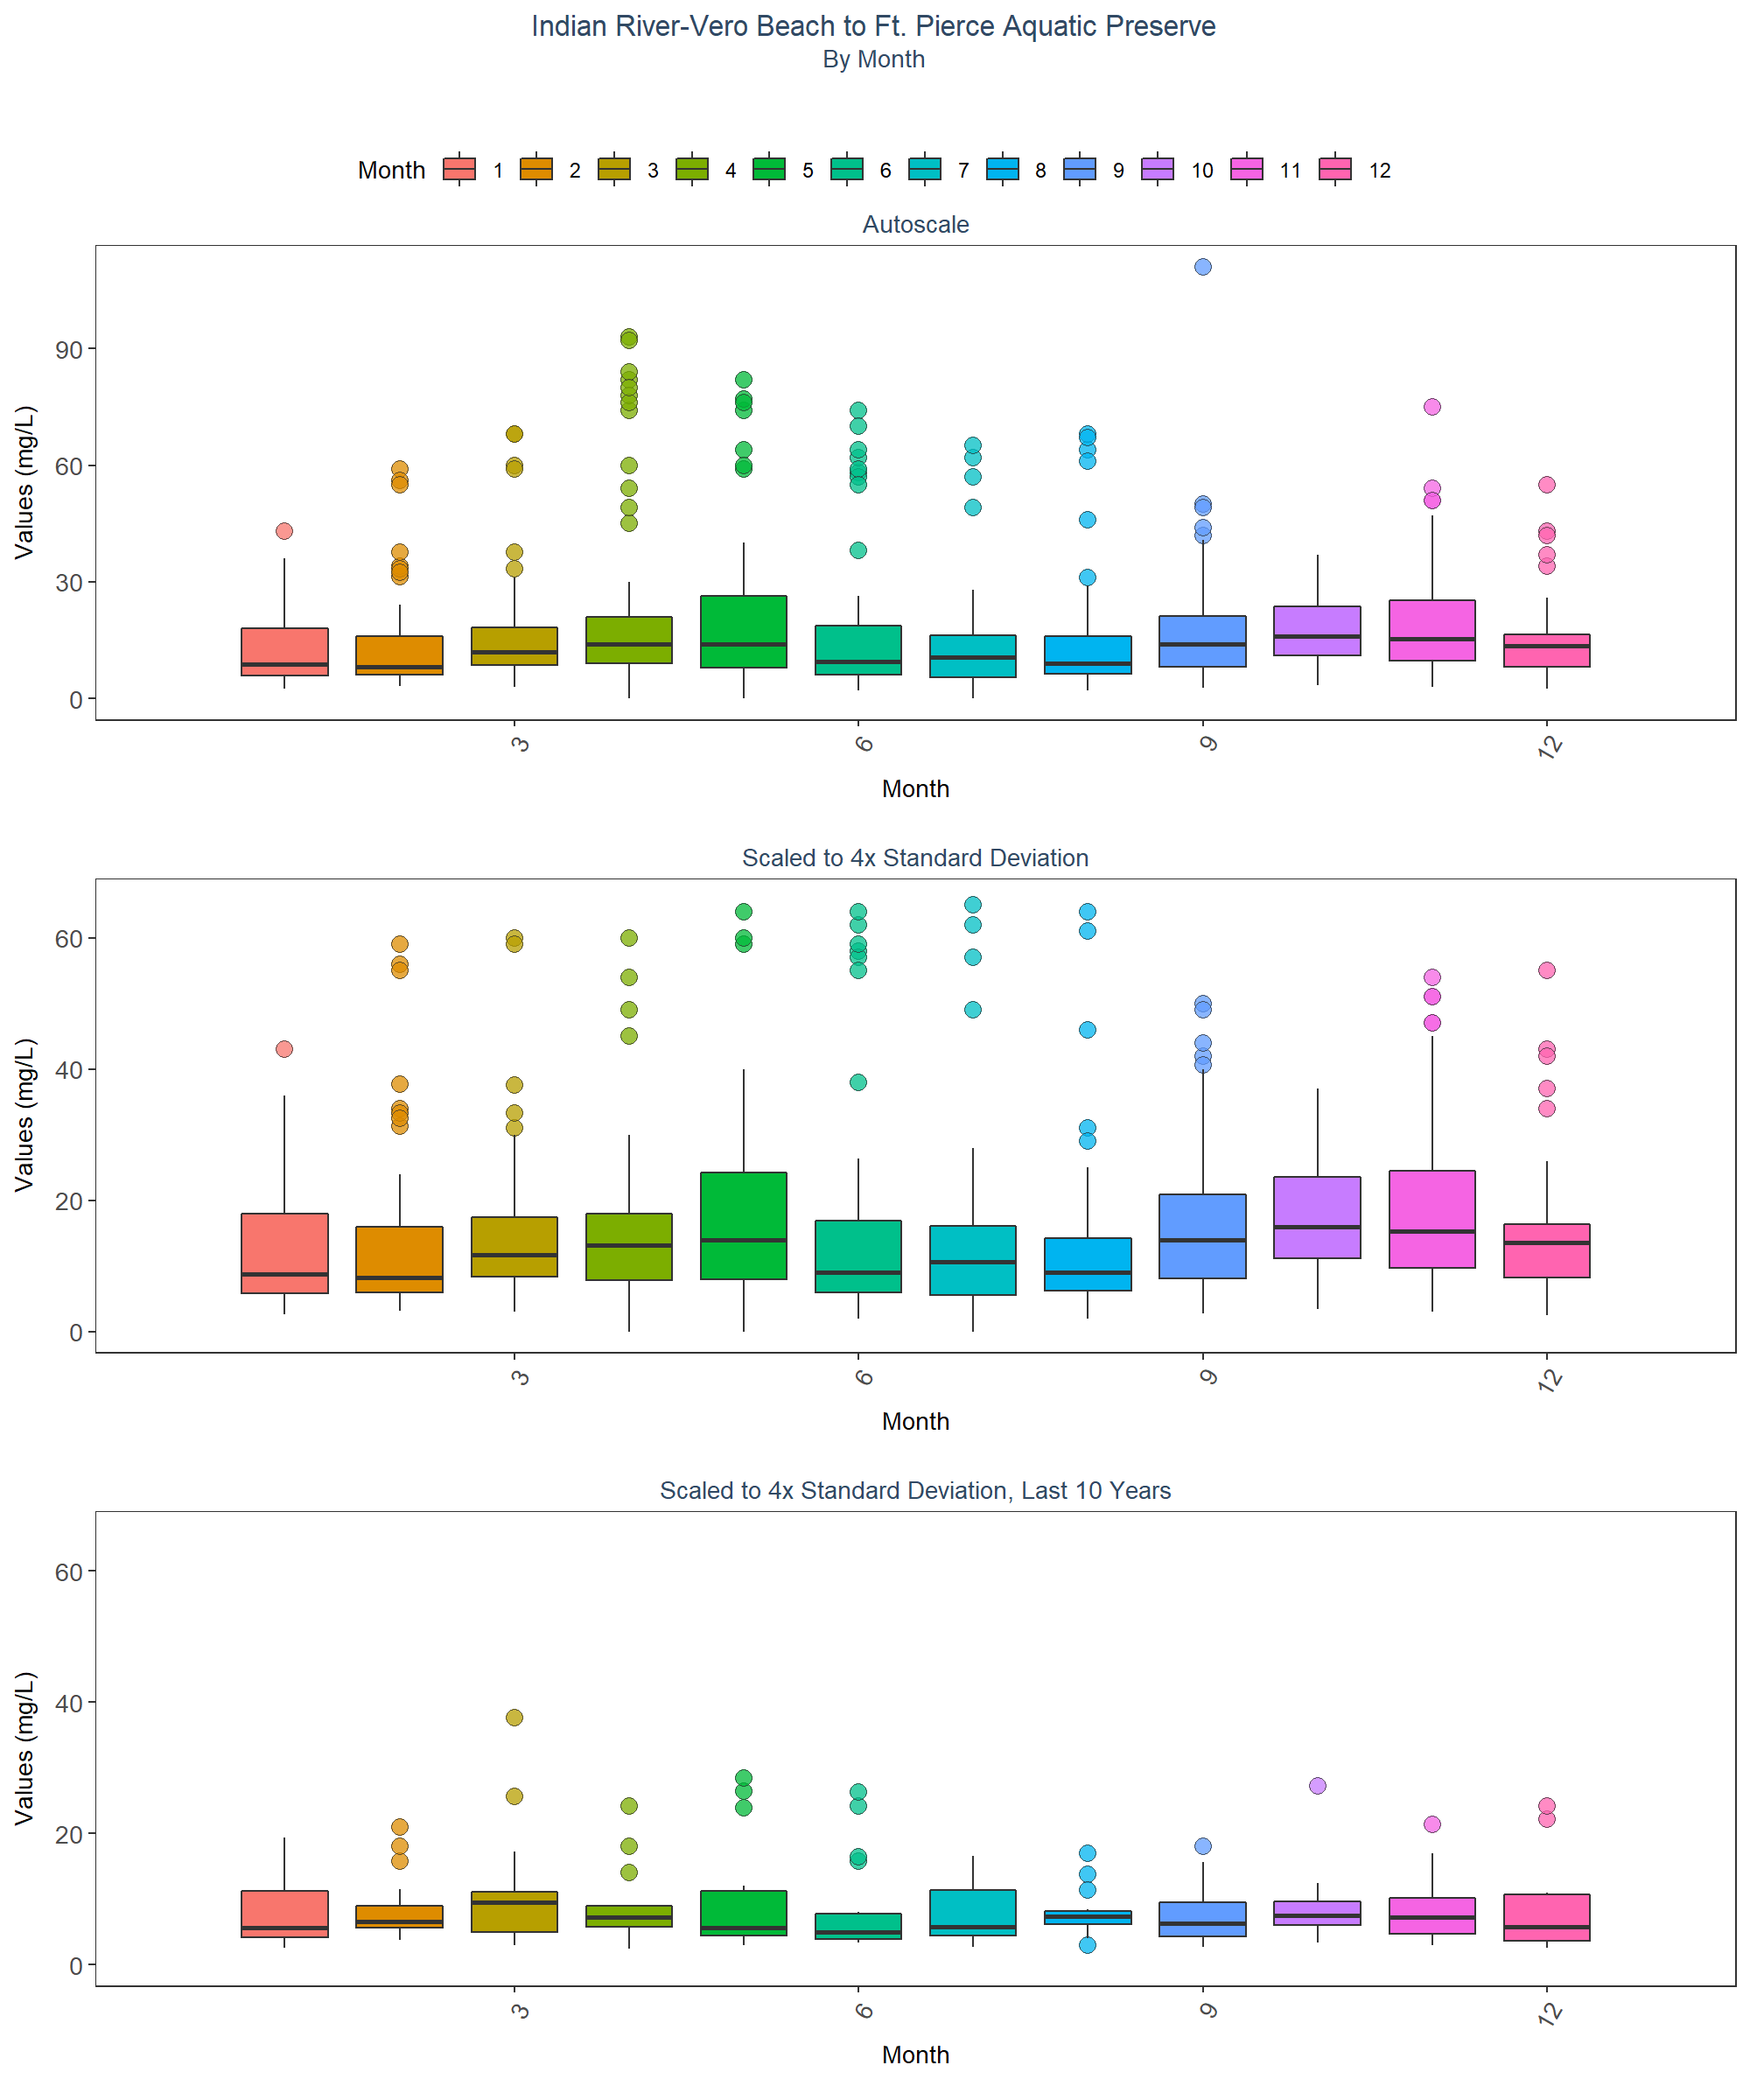 Indian River-Vero Beach to Ft. Pierce Aquatic Preserve
By Month
Month 1 2 3 4 5 6 7 8 9 10 11 12
Autoscale
Values (mg/L)
90
60
30
0
3 6 9 12
Month
Scaled to 4x Standard Deviation
Values (mg/L)
60
40
20
0
3 6 9 12
Month
Scaled to 4x Standard Deviation, Last 10 Years
Values (mg/L)
60
40
20
0
3 6 9 12
Month